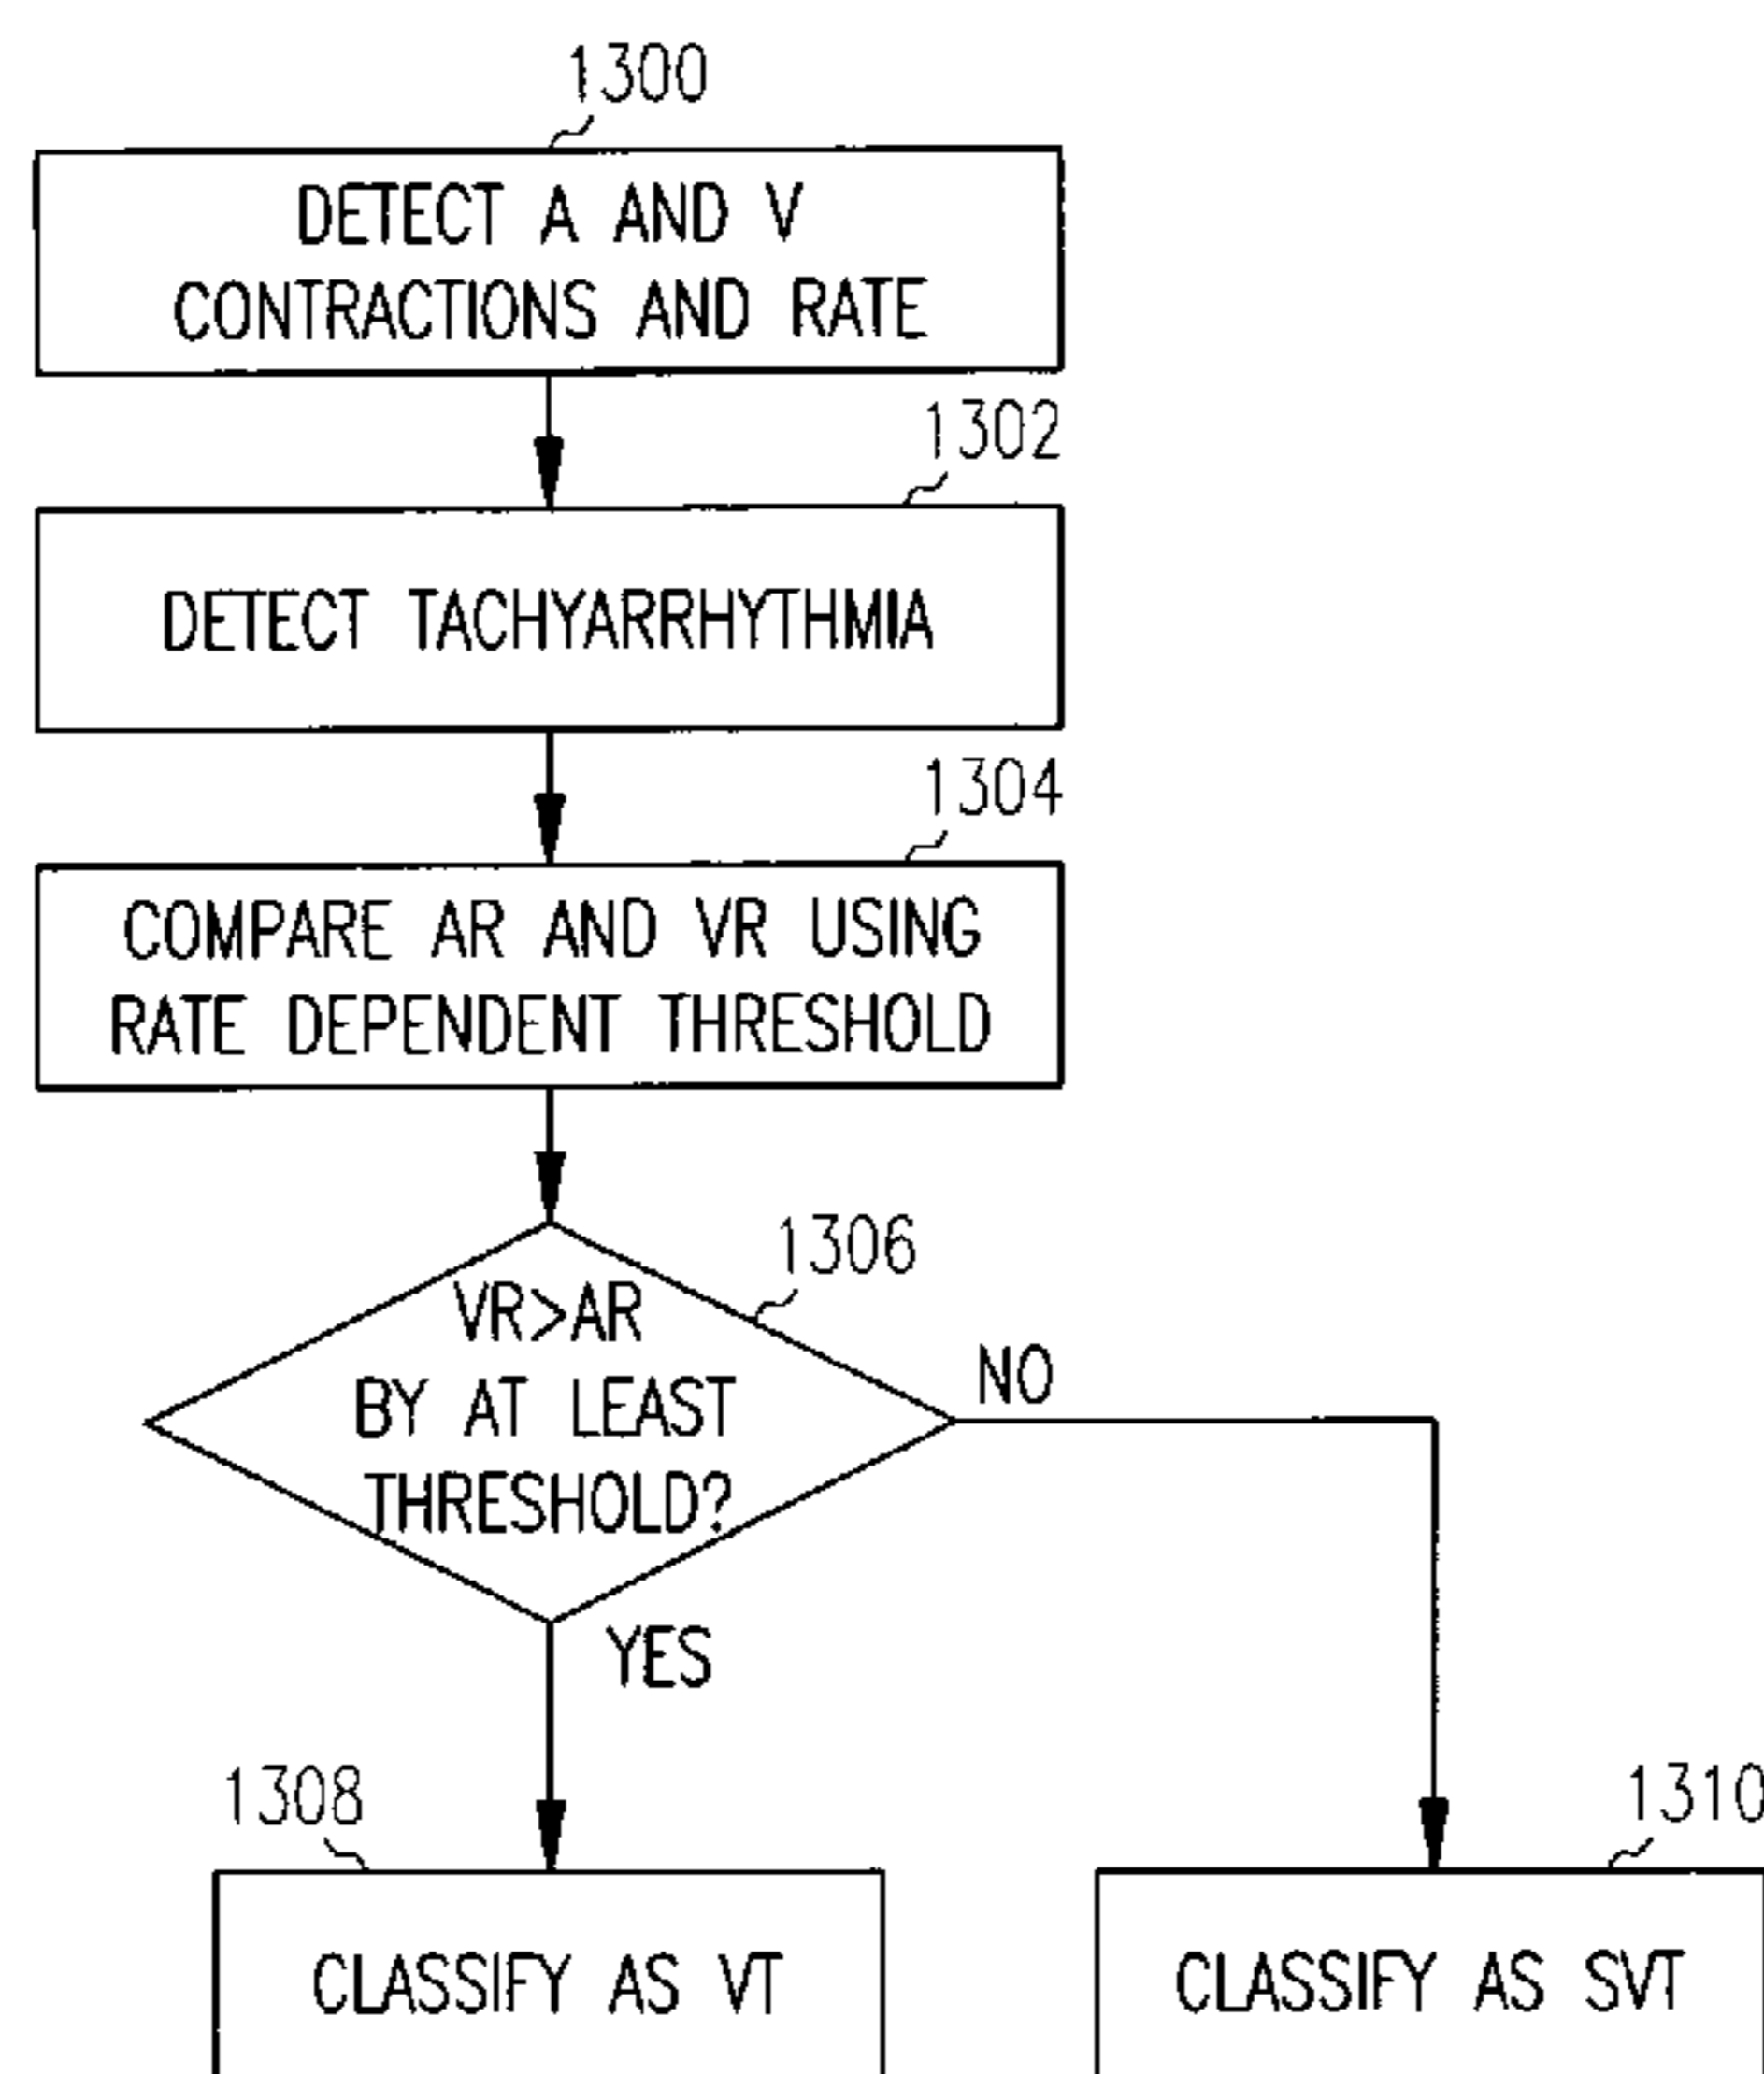 1300
DETECT A AND V
CONTRACTIONS AND RATE
1302
DETECT TACHYARRHYTHMIA
1304
COMPARE AR AND VR USING
RATE DEPENDENT THRESHOLD
1306
VR>AR
BY AT LEAST
THRESHOLD?
NO
YES
1308
CLASSIFY AS VT
1310
CLASSIFY AS SVT